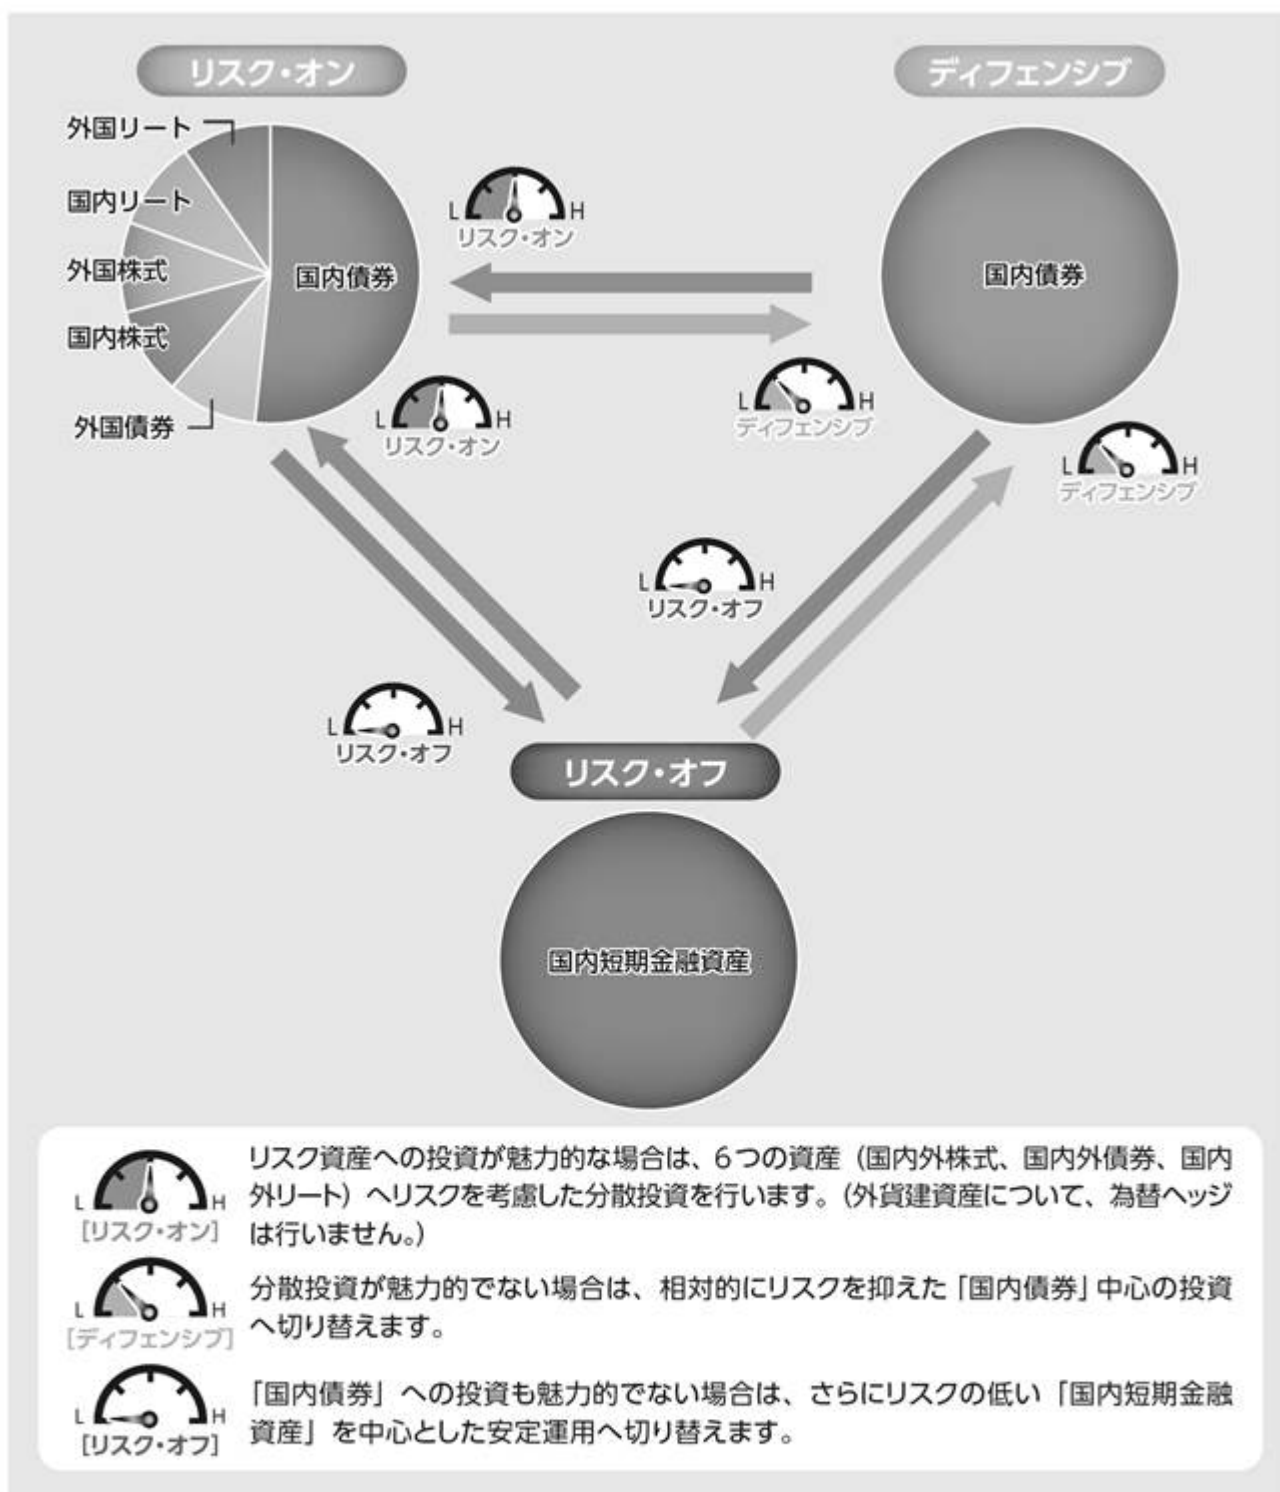 リスク・オン
ディフェンシブ
外国リート
国内リート
外国株式
国内株式
外国債券
国内債券
L H
リスク・オン
国内債券
L H
リスク・オン
L H
ディフェンシブ
L H
ディフェンシブ
L H
リスク・オフ
L H
リスク・オフ
リスク・オフ
国内短期金融資産
L H
[リスク・オン]
リスク資産への投資が魅力的な場合は、6つの資産（国内外株式、国内外債券、国内
外リート）へリスクを考慮した分散投資を行います。（外貨建資産について、為替ヘッジ
は行いません。）
L H
[ディフェンシブ]
分散投資が魅力的でない場合は、相対的にリスクを抑えた「国内債券」中心の投資
へ切り替えます。
L H
[リスク・オフ]
「国内債券」への投資も魅力的でない場合は、さらにリスクの低い「国内短期金融
資産」を中心とした安定運用へ切り替えます。